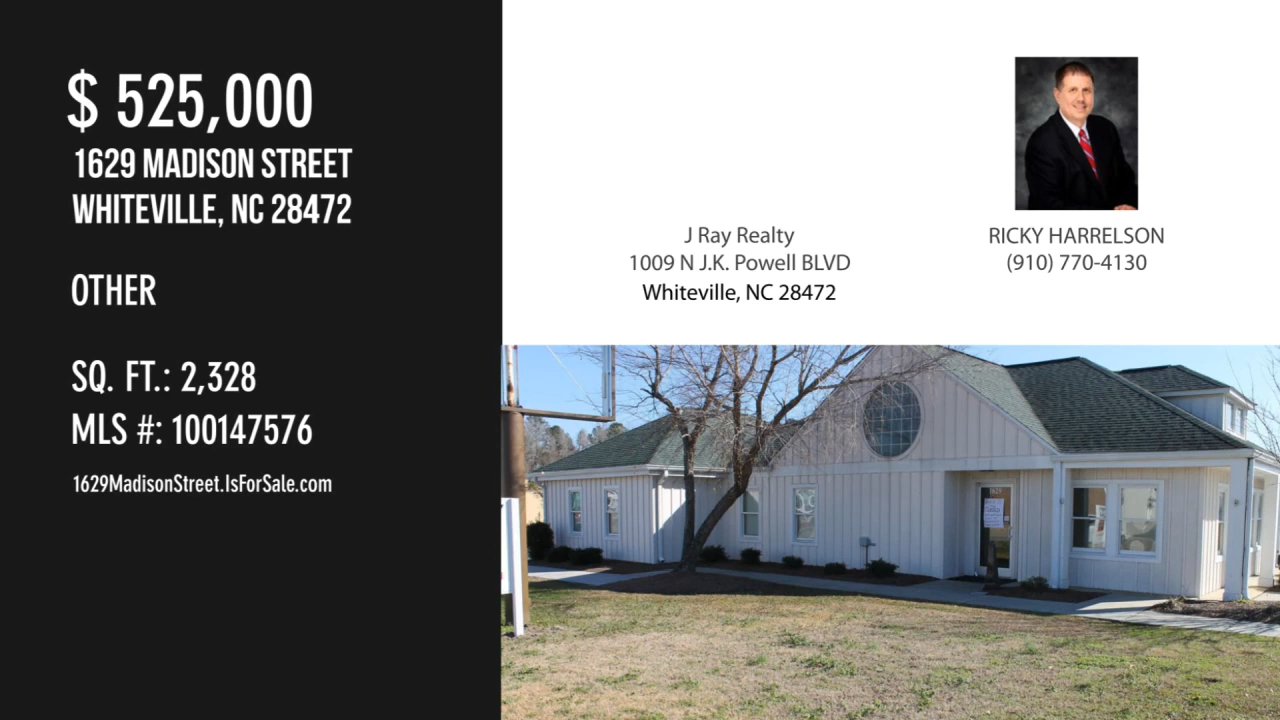 $ 525,000
1629 MADISON STREET
WHITEVILLE, NC 28472
OTHER
SQ. FT.: 2,328
MLS #: 100147576
1629MadisonStreet.IsForSale.com
J Ray Realty
1009 N J.K. Powell BLVD
Whiteville, NC 28472
RICKY HARRELSON
(910) 770-4130